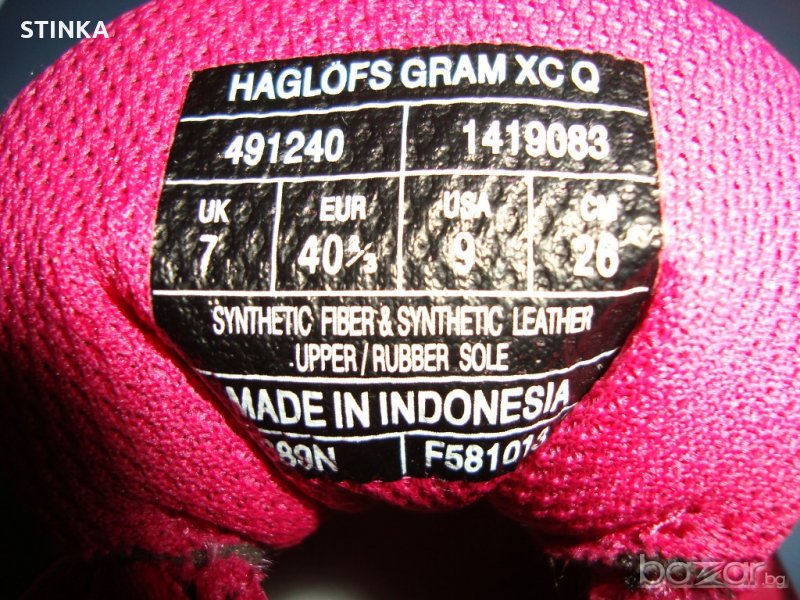 STINKA
HAGLÖFS GRAM XC Q
491240 1419083
UK EUR USA CM
7 40⅔ 9 26
SYNTHETIC FIBER & SYNTHETIC LEATHER
UPPER / RUBBER SOLE
MADE IN INDONESIA
89N F581013
bazar.bg